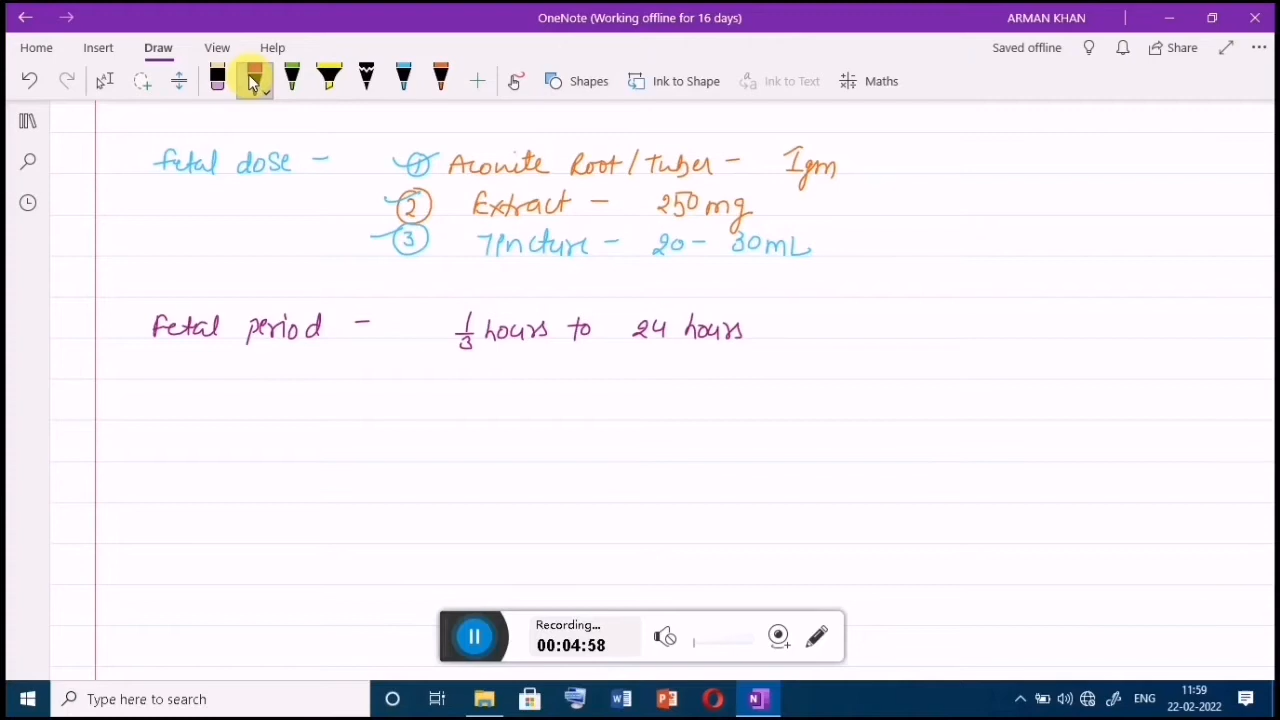 OneNote (Working offline for 16 days)
ARMAN KHAN
Home Insert Draw View Help
Saved offline Share
Shapes Ink to Shape Ink to Text Maths
Fetal dose - 1 Aconite Root/Tuber - 1gm
2 Extract - 250mg
3 Tincture - 20 - 30mL
Fetal period - 1/3 hours to 24 hours
Recording...
00:04:58
Type here to search
ENG
11:59
22-02-2022